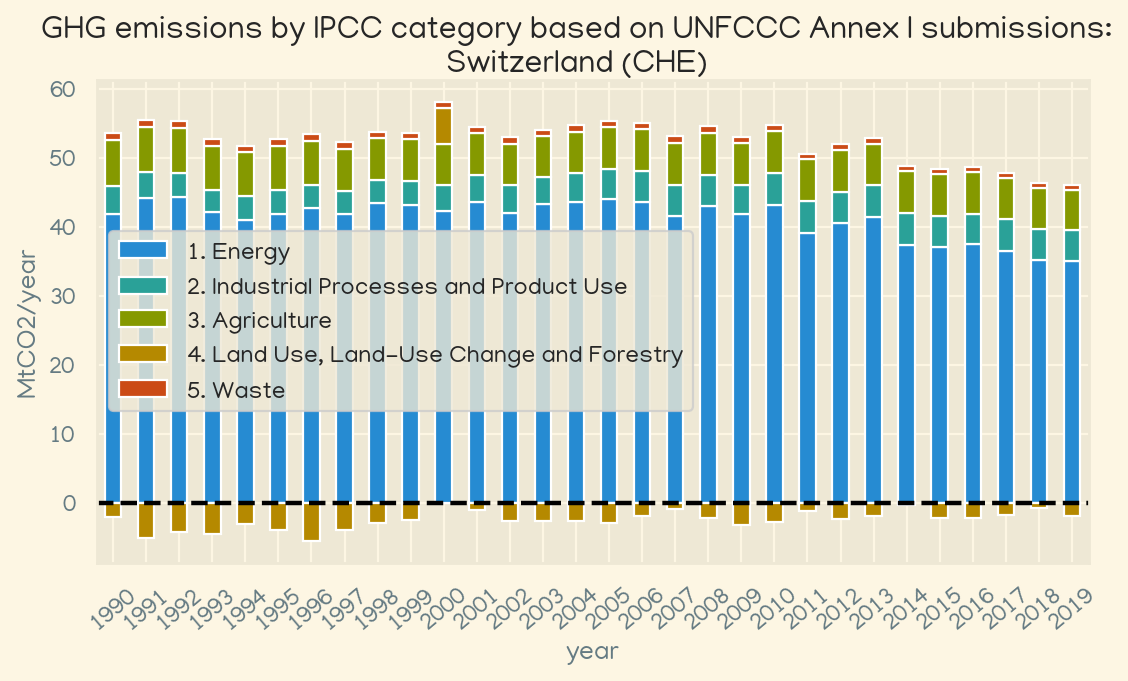 GHG emissions by IPCC category based on UNFCCC Annex I submissions:
Switzerland (CHE)
MtCO2/year
60
50
40
30
20
10
0
1. Energy
2. Industrial Processes and Product Use
3. Agriculture
4. Land Use, Land-Use Change and Forestry
5. Waste
1990 1991 1992 1993 1994 1995 1996 1997 1998 1999 2000 2001 2002 2003 2004 2005 2006 2007 2008 2009 2010 2011 2012 2013 2014 2015 2016 2017 2018 2019
year